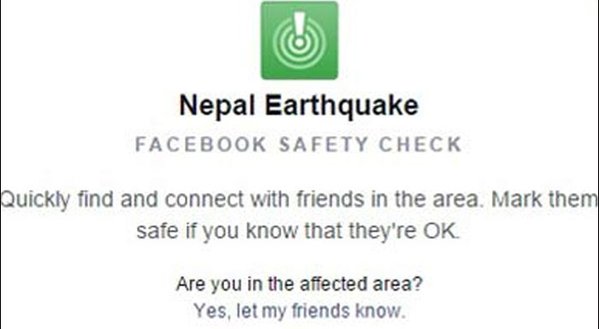 Nepal Earthquake
FACEBOOK SAFETY CHECK
Quickly find and connect with friends in the area. Mark them
safe if you know that they're OK.
Are you in the affected area?
Yes, let my friends know.